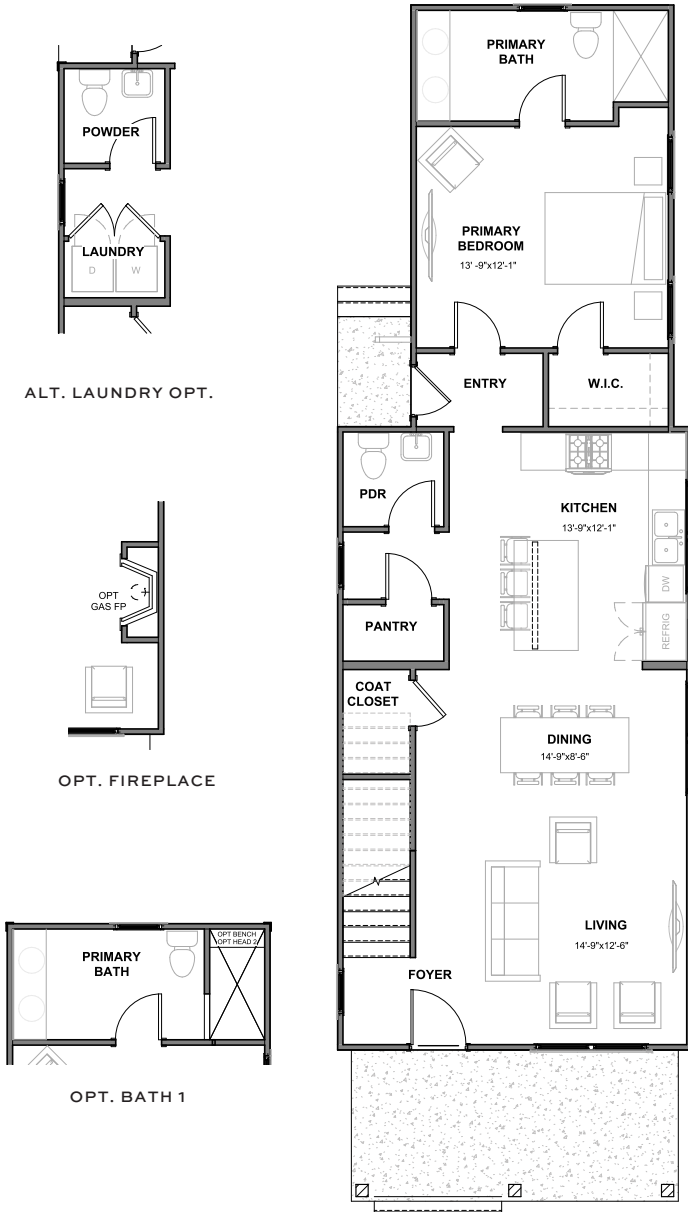 POWDER
LAUNDRY
D
W
ALT. LAUNDRY OPT.
OPT
GAS FP
OPT. FIREPLACE
OPT BENCH
OPT HEAD 2
PRIMARY
BATH
OPT. BATH 1
PRIMARY
BATH
PRIMARY
BEDROOM
13' -9"x12'-1"
ENTRY
W.I.C.
PDR
KITCHEN
13'-9"x12'-1"
DW
REFRIG
PANTRY
COAT
CLOSET
DINING
14'-9"x8'-6"
LIVING
14'-9"x12'-6"
FOYER